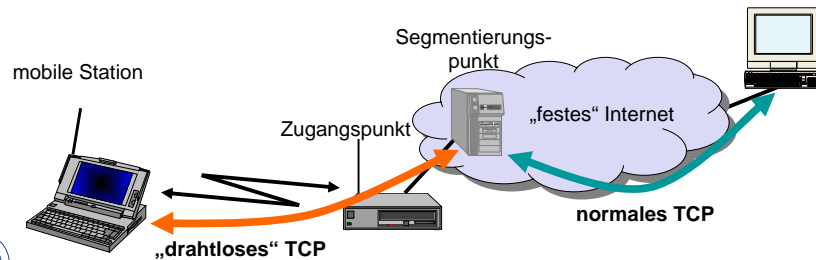 Segmentierungs-
punkt
mobile Station
„festes“ Internet
Zugangspunkt
normales TCP
„drahtloses“ TCP